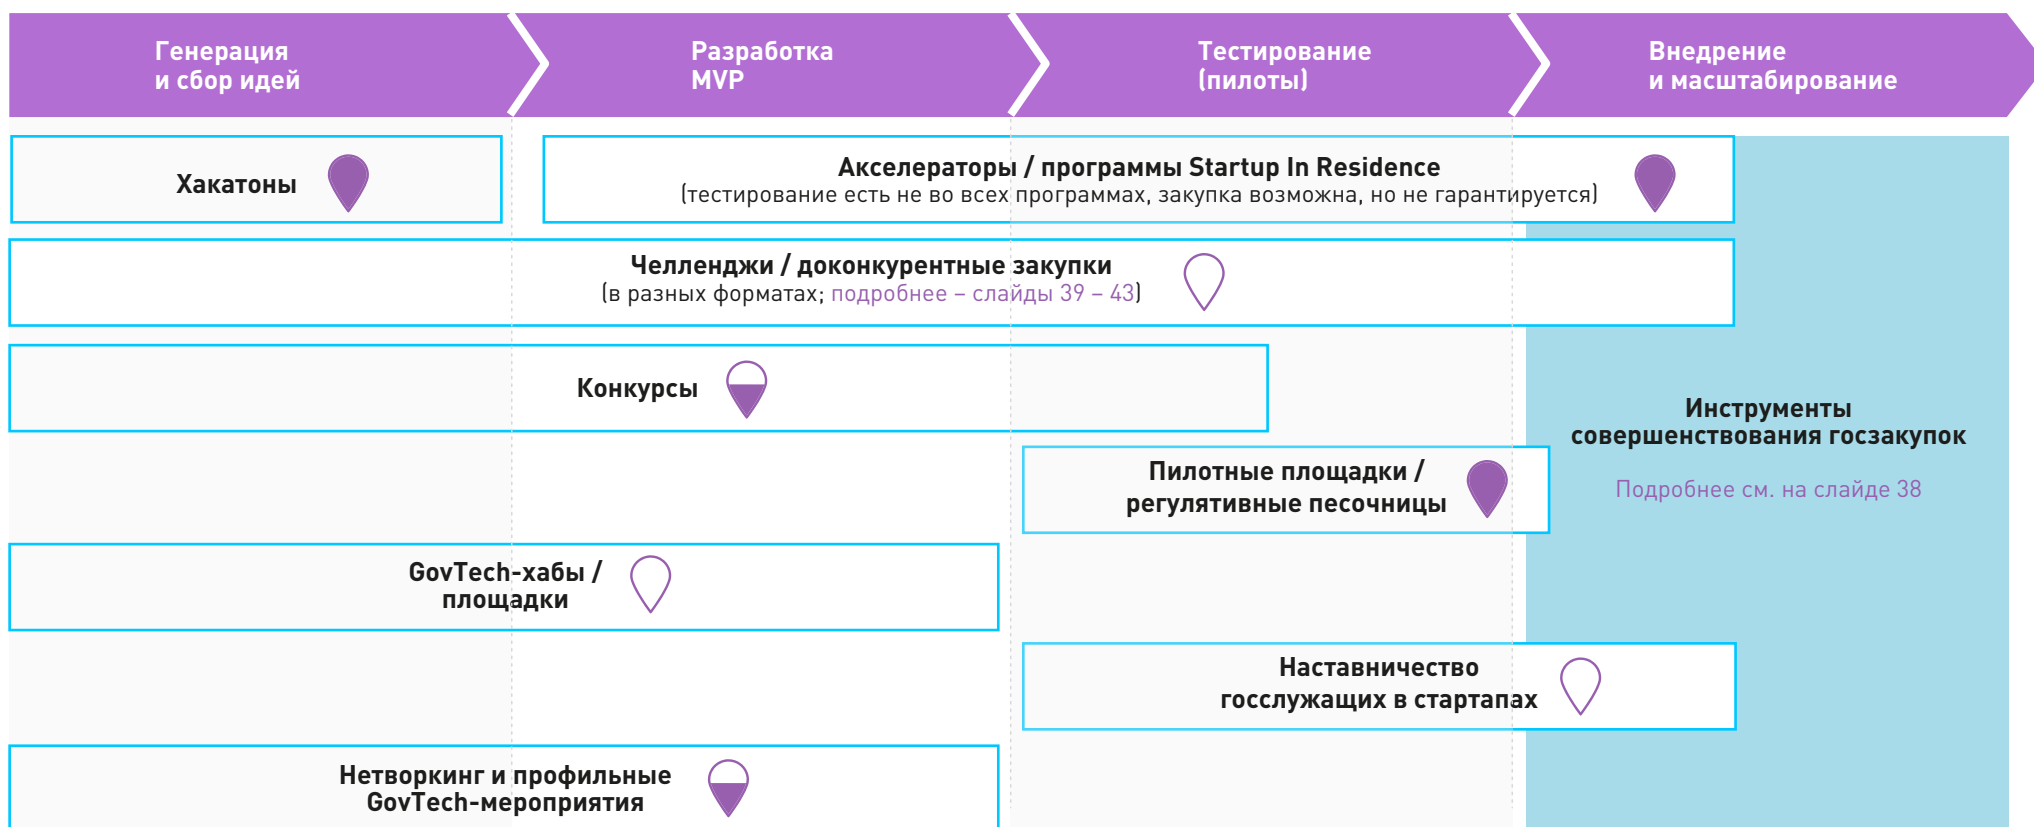 Генерация
и сбор идей
Разработка
MVP
Тестирование
(пилоты)
Внедрение
и масштабирование
Хакатоны
Акселераторы / программы Startup In Residence
(тестирование есть не во всех программах, закупка возможна, но не гарантируется)
Челленджи / доконкурентные закупки
(в разных форматах; подробнее – слайды 39 – 43)
Конкурсы
Инструменты
совершенствования госзакупок
Подробнее см. на слайде 38
Пилотные площадки /
регулятивные песочницы
GovTech-хабы /
площадки
Наставничество
госслужащих в стартапах
Нетворкинг и профильные
GovTech-мероприятия